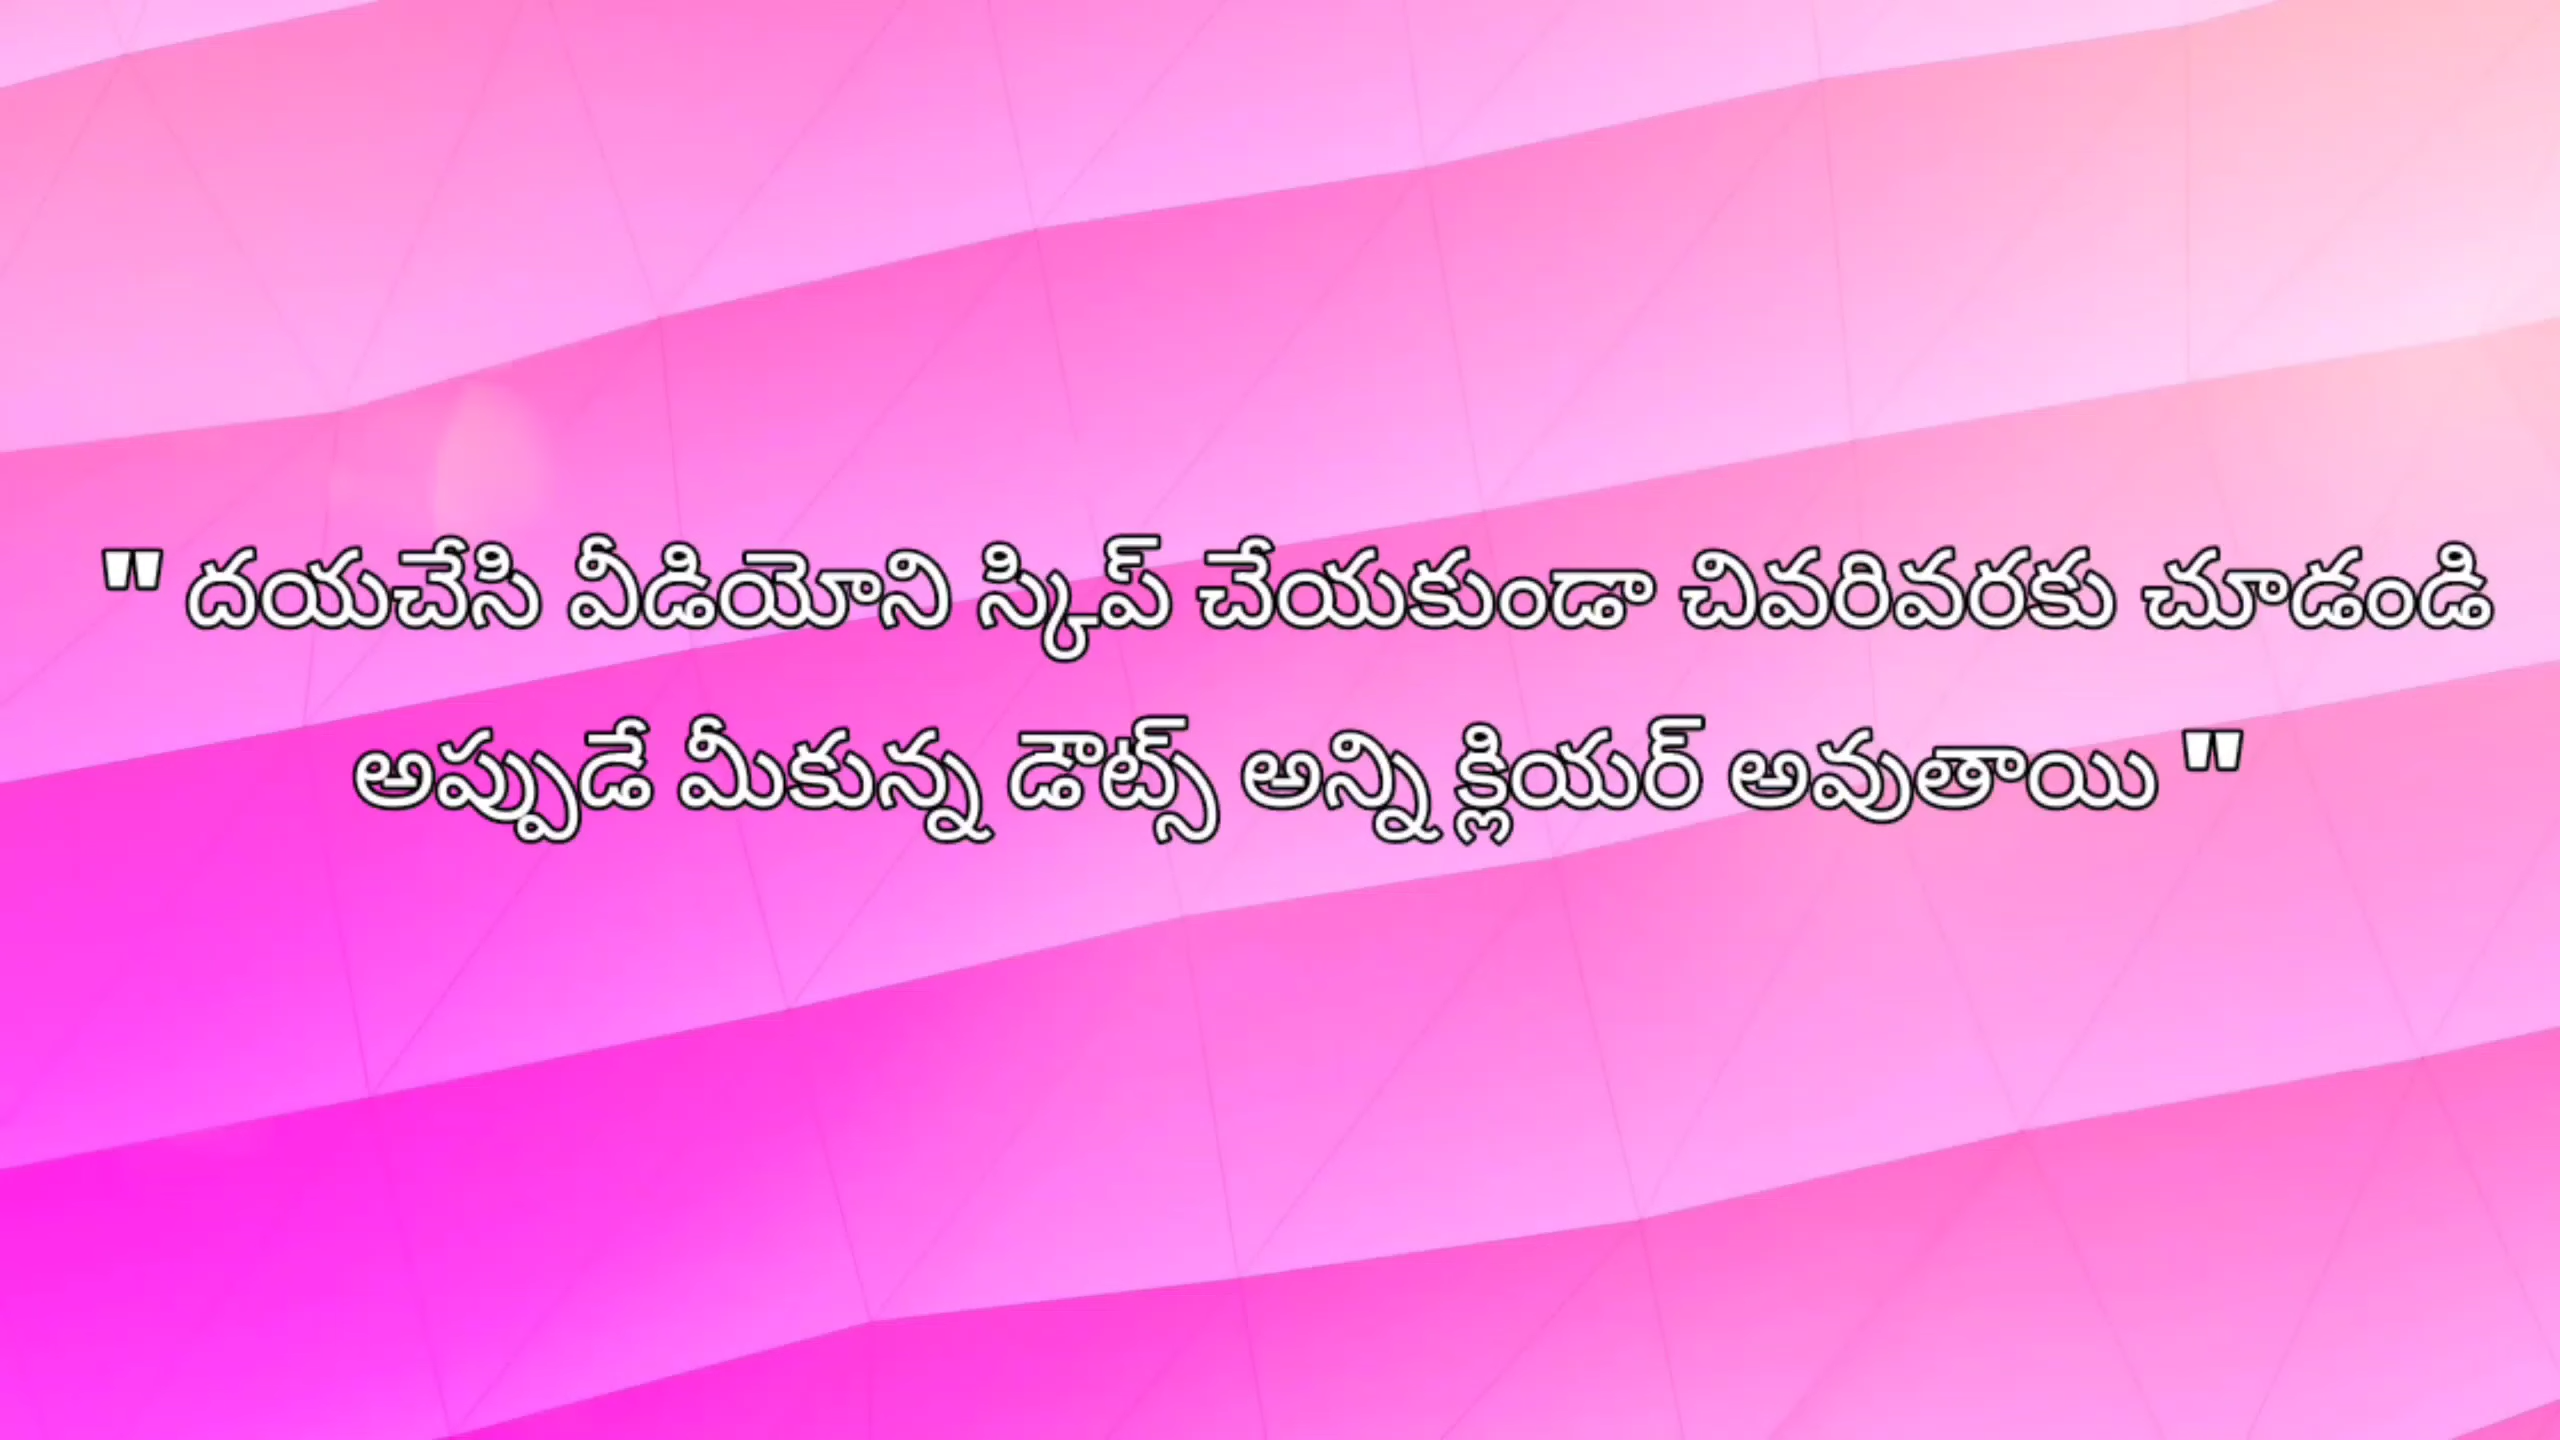 " దయచేసి వీడియోని స్కిప్ చేయకుండా చివరివరకు చూడండి
అప్పుడే మీకున్న డౌట్స్ అన్ని క్లియర్ అవుతాయి "